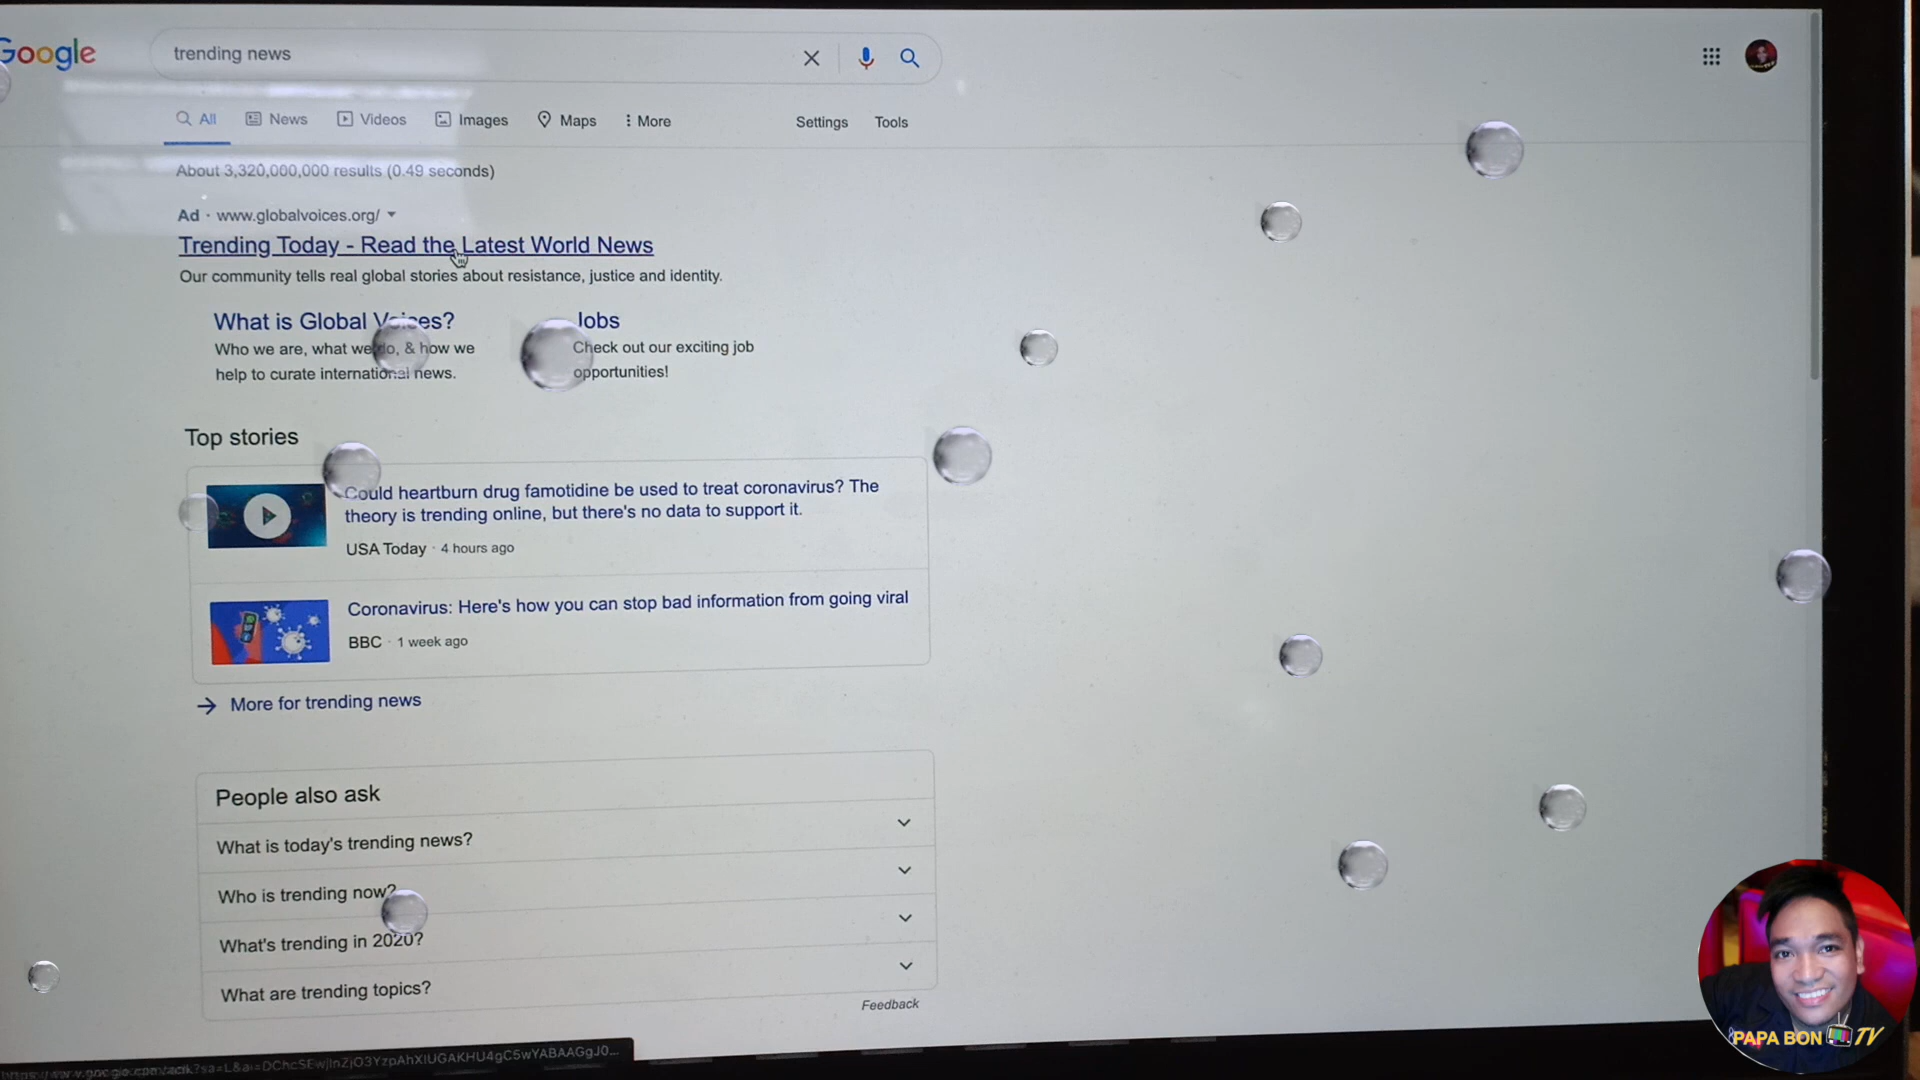 Google
trending news
All News Videos Images Maps More Settings Tools
About 3,320,000,000 results (0.49 seconds)
Ad · www.globalvoices.org/
Trending Today - Read the Latest World News
Our community tells real global stories about resistance, justice and identity.
What is Global Voices?
Who we are, what we do, & how we
help to curate international news.
Jobs
Check out our exciting job
opportunities!
Top stories
Could heartburn drug famotidine be used to treat coronavirus? The
theory is trending online, but there's no data to support it.
USA Today · 4 hours ago
Coronavirus: Here's how you can stop bad information from going viral
BBC · 1 week ago
More for trending news
People also ask
What is today's trending news?
Who is trending now?
What's trending in 2020?
What are trending topics?
Feedback
PAPA BON TV